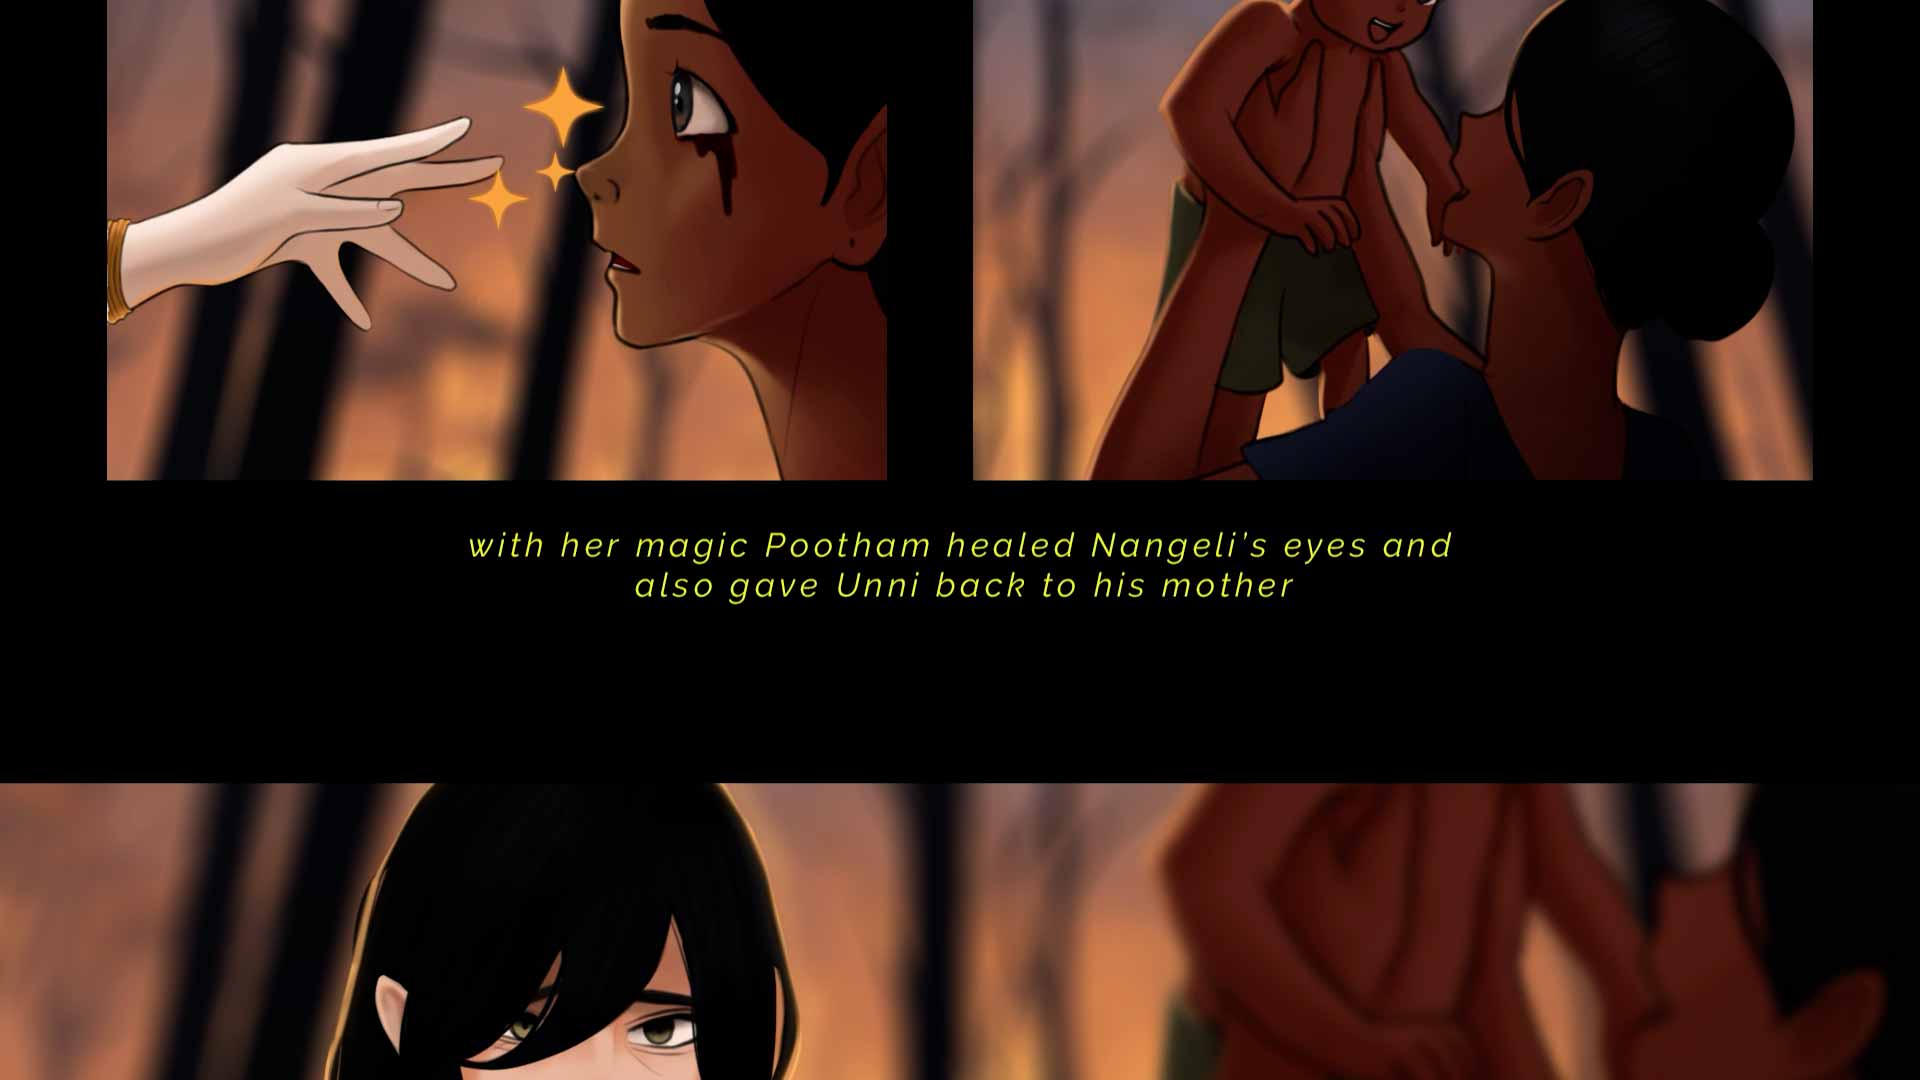 with her magic Pootham healed Nangeli's eyes and
also gave Unni back to his mother